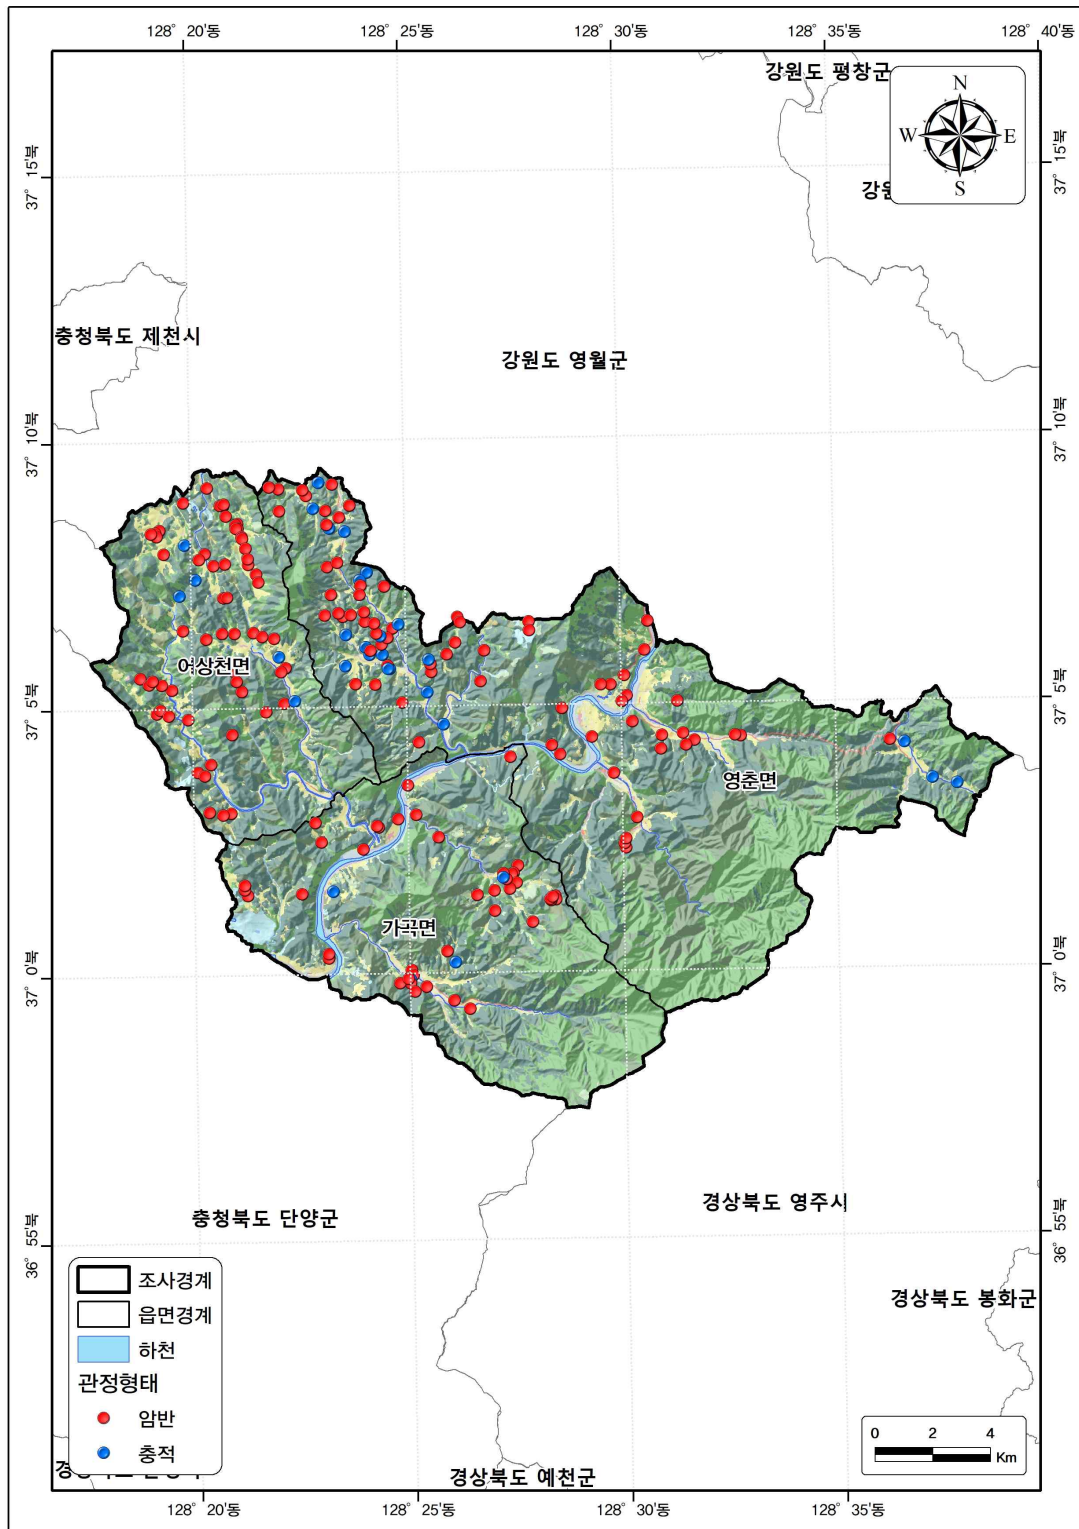 128° 20'동 128° 25'동 128° 30'동 128° 35'동 128° 40'동
강원도 평창군
N
W E
S
37° 15'북 37° 15'북
강원
충청북도 제천시
강원도 영월군
37° 10'북 37° 10'북
어상천면
37° 5'북 37° 5'북
영춘면
가곡면
37° 0'북 37° 0'북
경상북도 영주시
충청북도 단양군
36° 55'북 36° 55'북
경상북도 봉화군
조사경계
읍면경계
하천
관정형태
암반
충적
0 2 4
Km
경상북도 예천군
128° 20'동 128° 25'동 128° 30'동 128° 35'동